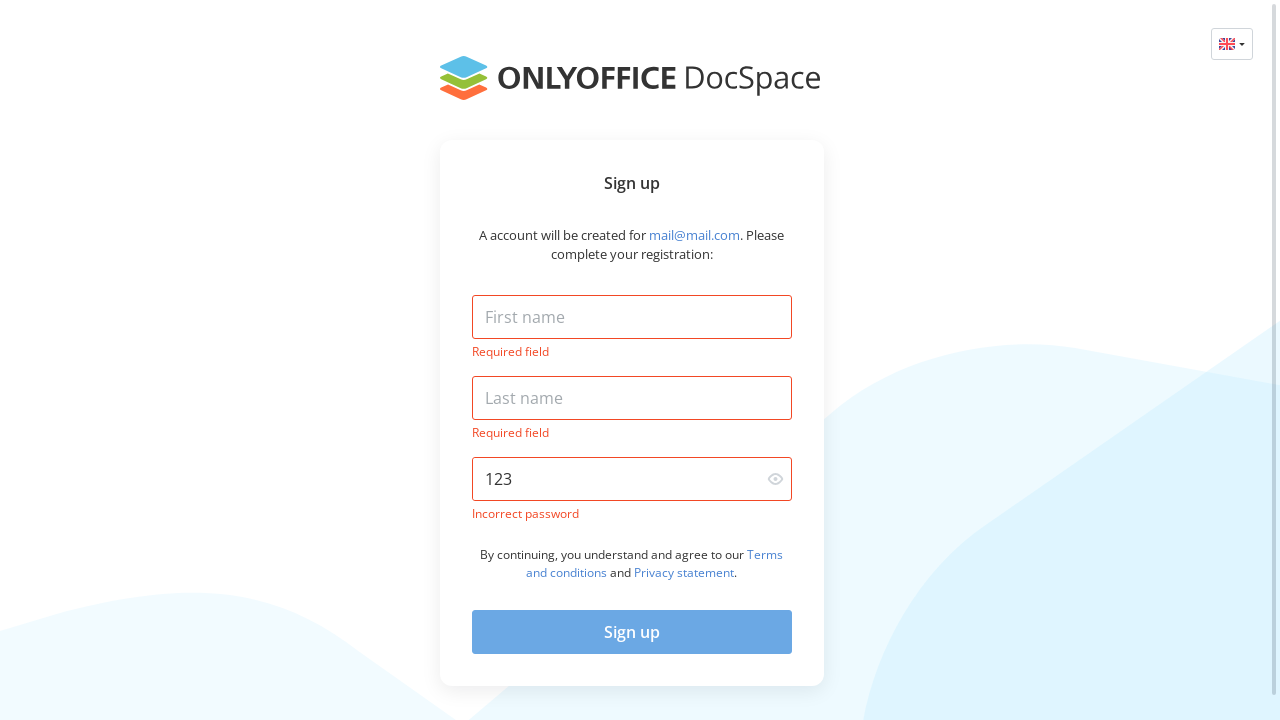 ONLYOFFICE DocSpace
Sign up
A account will be created for mail@mail.com. Please
complete your registration:
First name
Required field
Last name
Required field
123
Incorrect password
By continuing, you understand and agree to our Terms
and conditions and Privacy statement.
Sign up